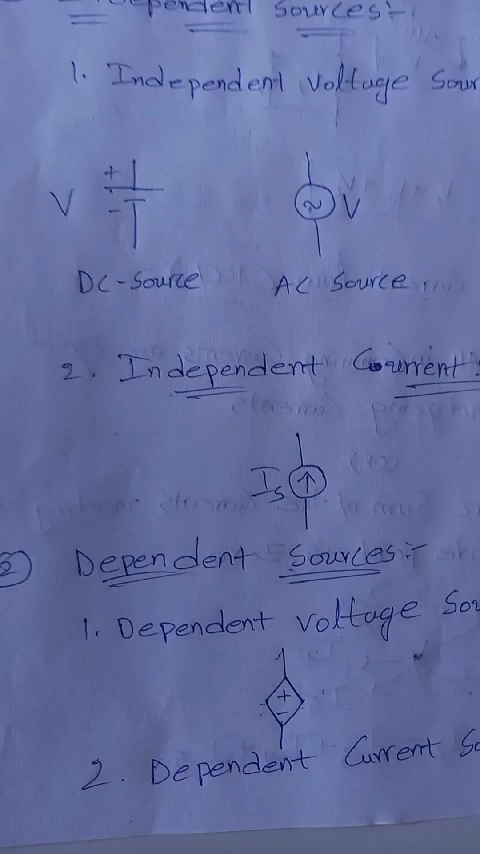 Sources:-
1. Independent Voltage
+
V
-
~ V
DC-Source AC Source.
2. Independent Current
Is
2 Dependent Sources:-
1. Dependent voltage
+
-
2. Dependent Current